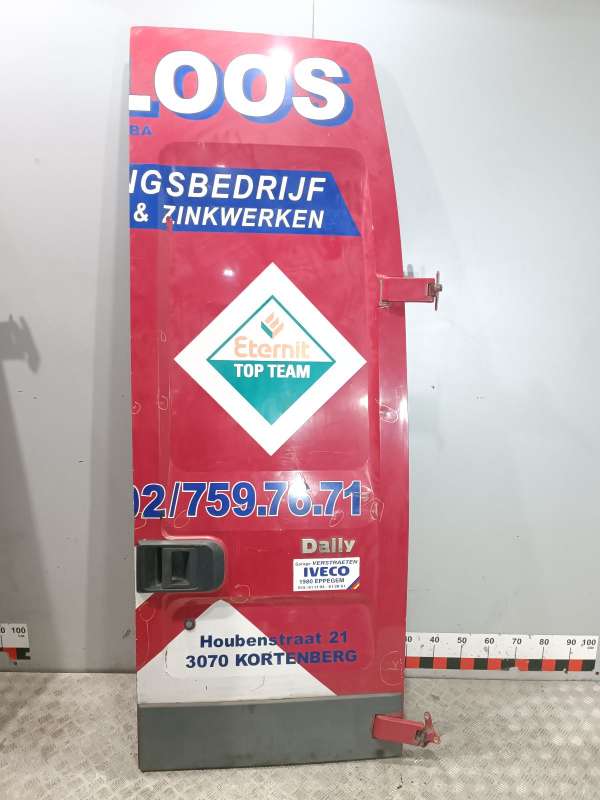 LOOS
BA
NGSBEDRIJF
& ZINKWERKEN
Eternit
TOP TEAM
02/759.76.71
Daily
Garage VERSTRAETEN
IVECO
1980 EPPEGEM
Houbenstraat 21
3070 KORTENBERG
100
30 40 50 60 70 80 90 100